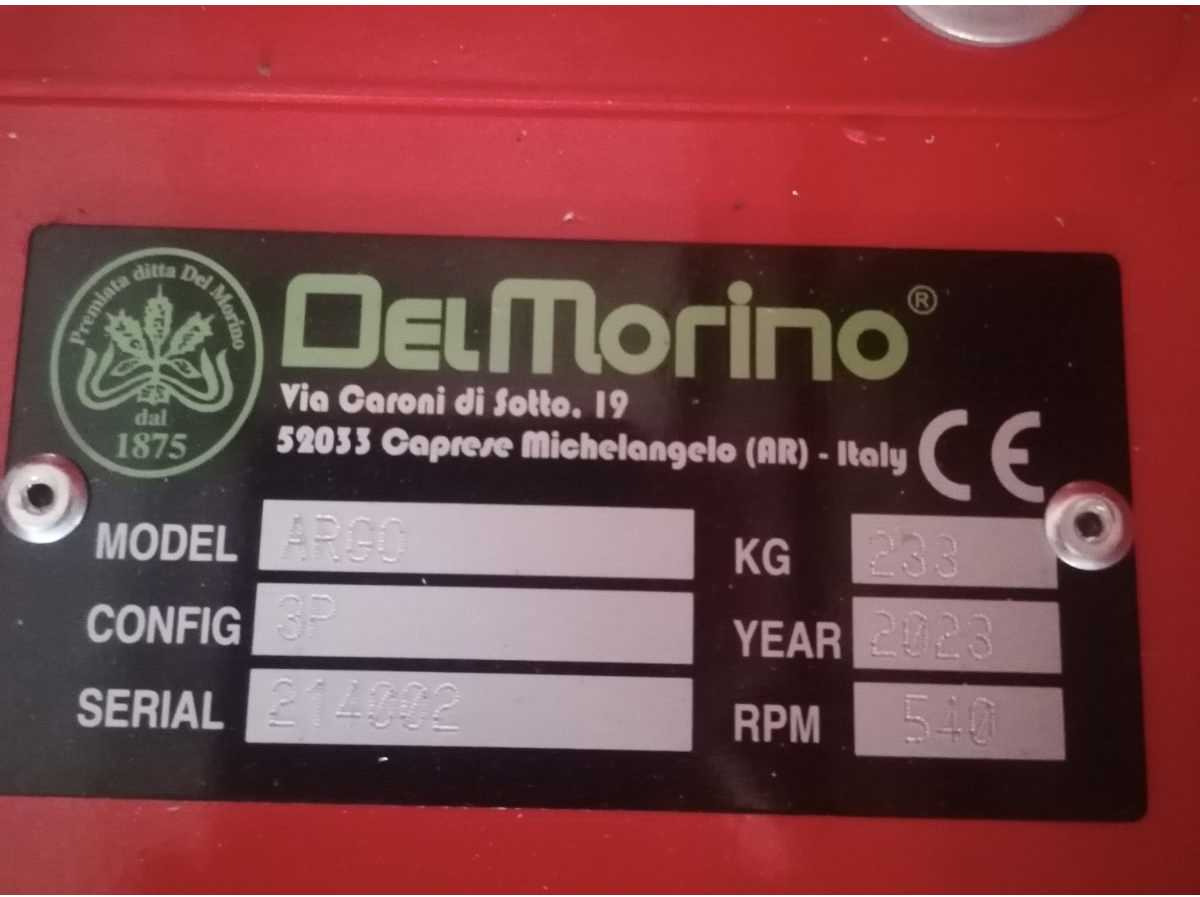 Premiata ditta Del Morino
dal
1875
DELMORINO®
Via Caroni di Sotto. 19
52033 Caprese Michelangelo (AR) - Italy
CE
MODEL ARGO
KG 233
CONFIG 3P
YEAR 2023
SERIAL 214002
RPM 540